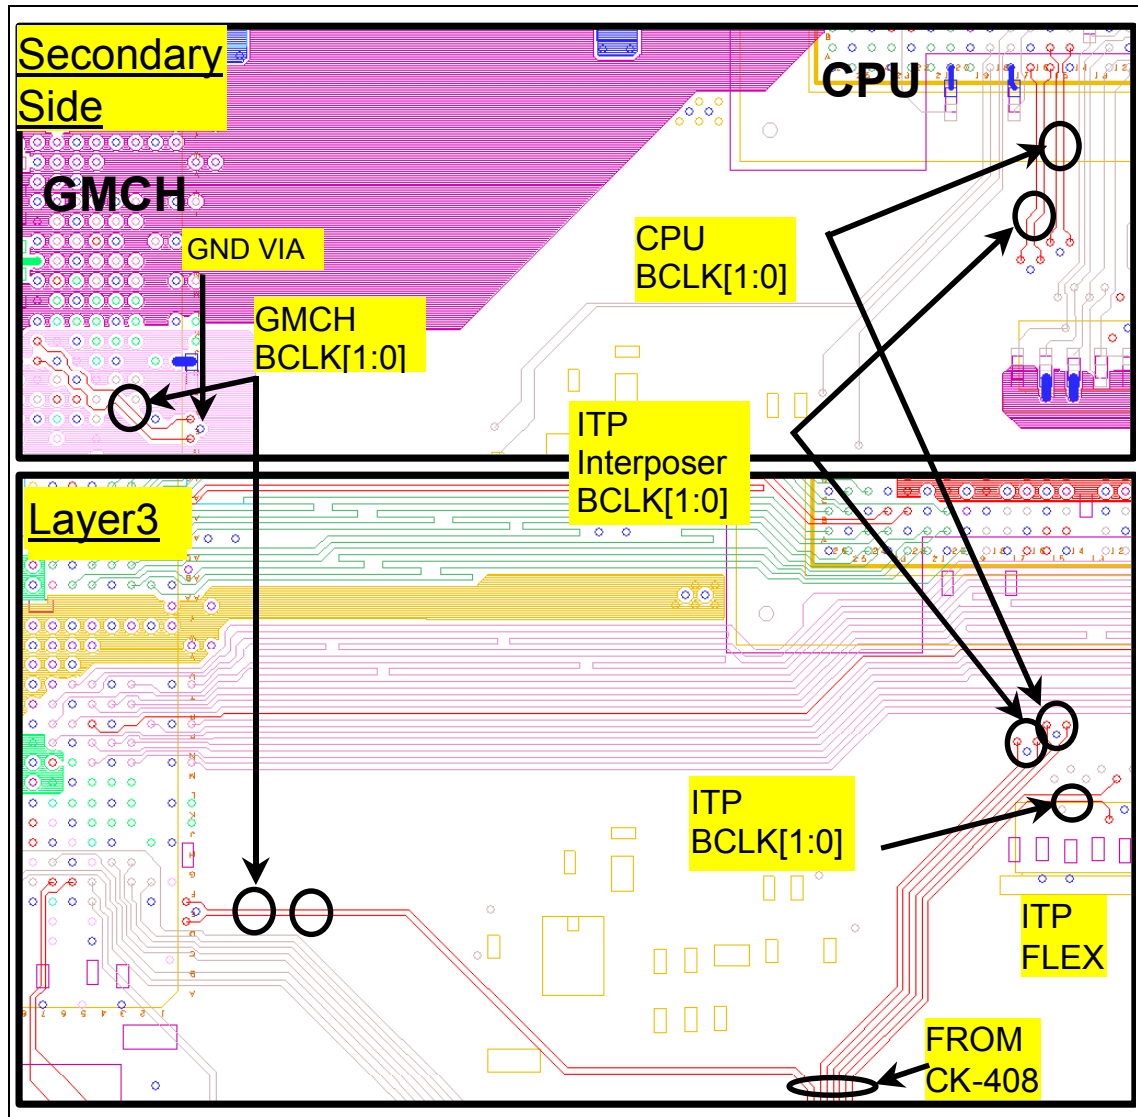 Secondary
Side
CPU
GMCH
GND VIA
CPU
BCLK[1:0]
GMCH
BCLK[1:0]
ITP
Interposer
BCLK[1:0]
Layer3
ITP
BCLK[1:0]
ITP
FLEX
FROM
CK-408